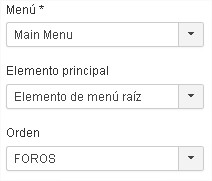 Menú *
Main Menu
Elemento principal
Elemento de menú raíz
Orden
FOROS